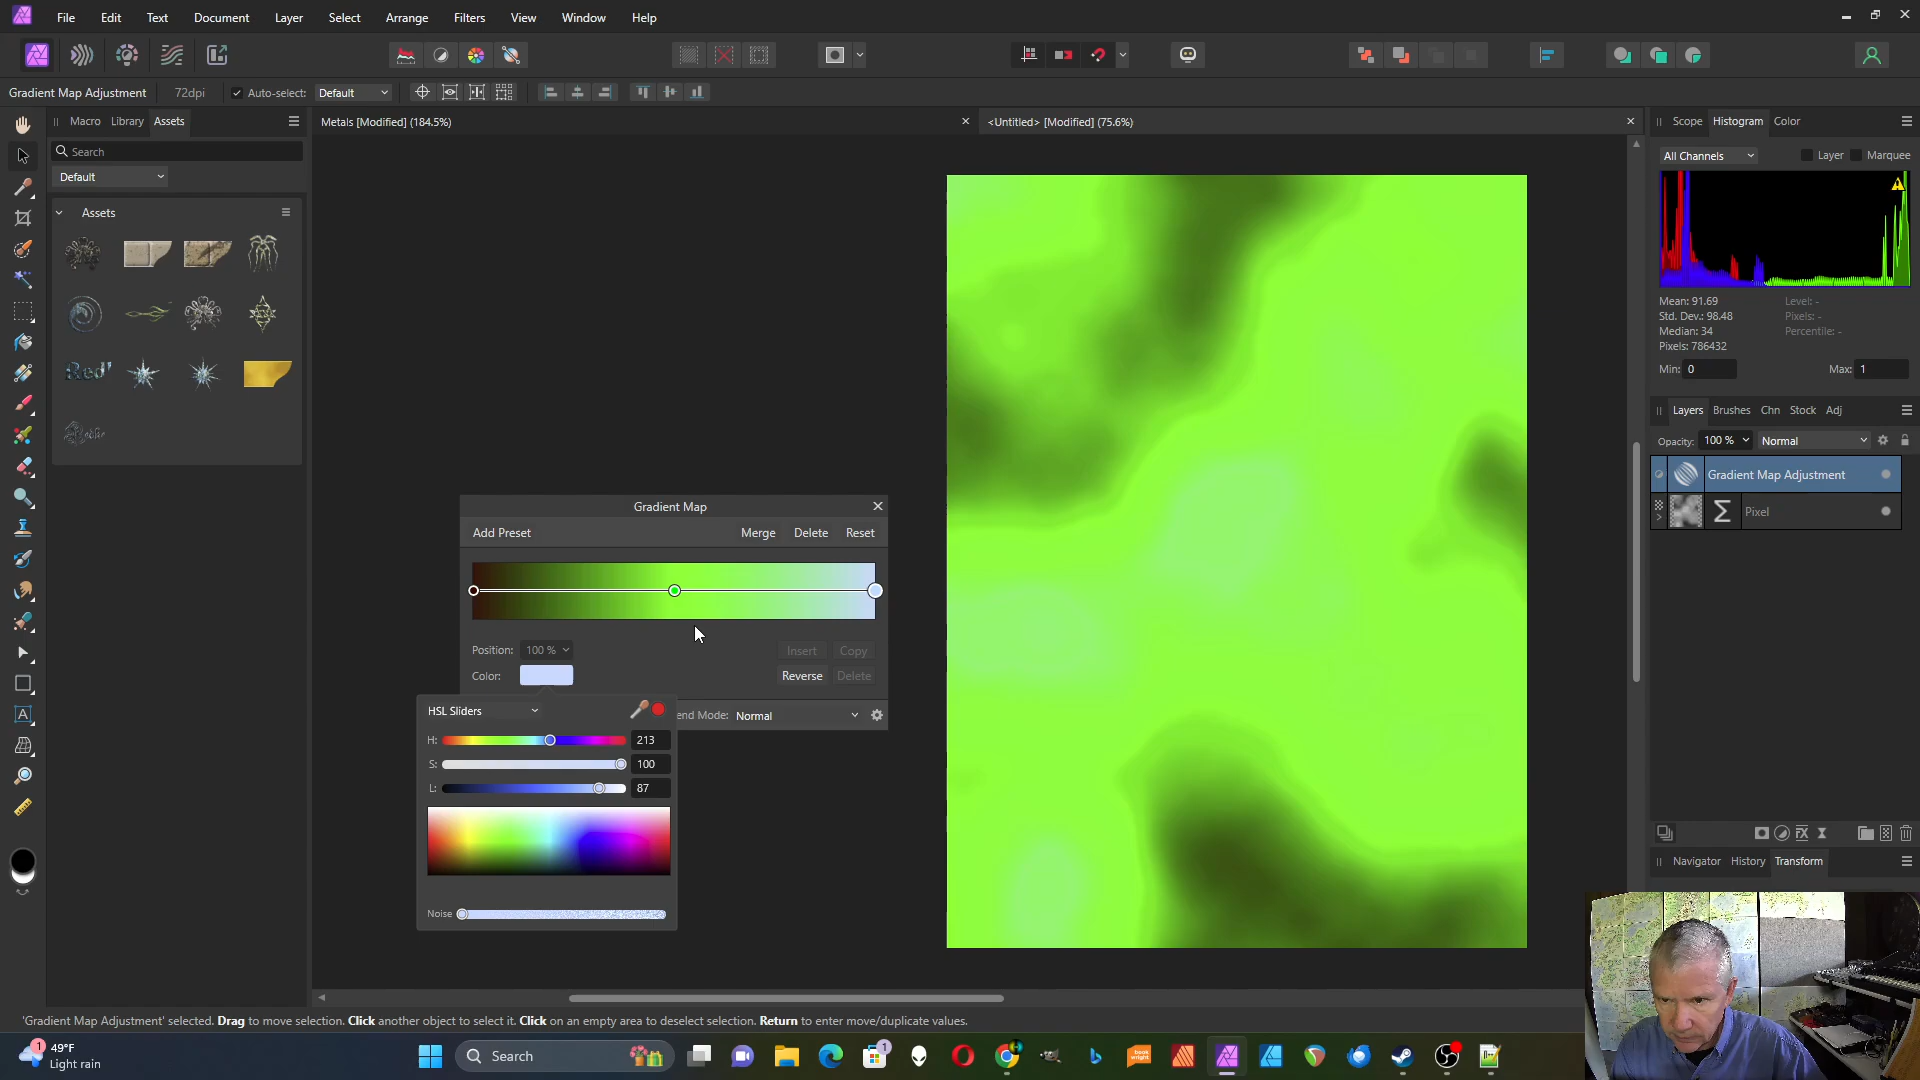 File Edit Text Document Layer Select Arrange Filters View Window Help
Gradient Map Adjustment 72dpi Auto-select: Default
Macro Library Assets
Metals [Modified] (184.5%)
<Untitled> [Modified] (75.6%)
Scope Histogram Color
Search
All Channels Layer Marquee
Default
Assets
Mean: 91.69 Level: -
Std. Dev.: 98.48 Pixels: -
Median: 34 Percentile: -
Pixels: 786432
Min: 0 Max: 1
Layers Brushes Chn Stock Adj
Opacity: 100 % Normal
Gradient Map Adjustment
Pixel
Gradient Map
Add Preset Merge Delete Reset
Position: 100 % Insert Copy
Color: Reverse Delete
HSL Sliders
end Mode: Normal
H: 213
S: 100
L: 87
Noise
Navigator History Transform
'Gradient Map Adjustment' selected. Drag to move selection. Click another object to select it. Click on an empty area to deselect selection. Return to enter move/duplicate values.
1 49°F
Light rain
Search
1
book
wright